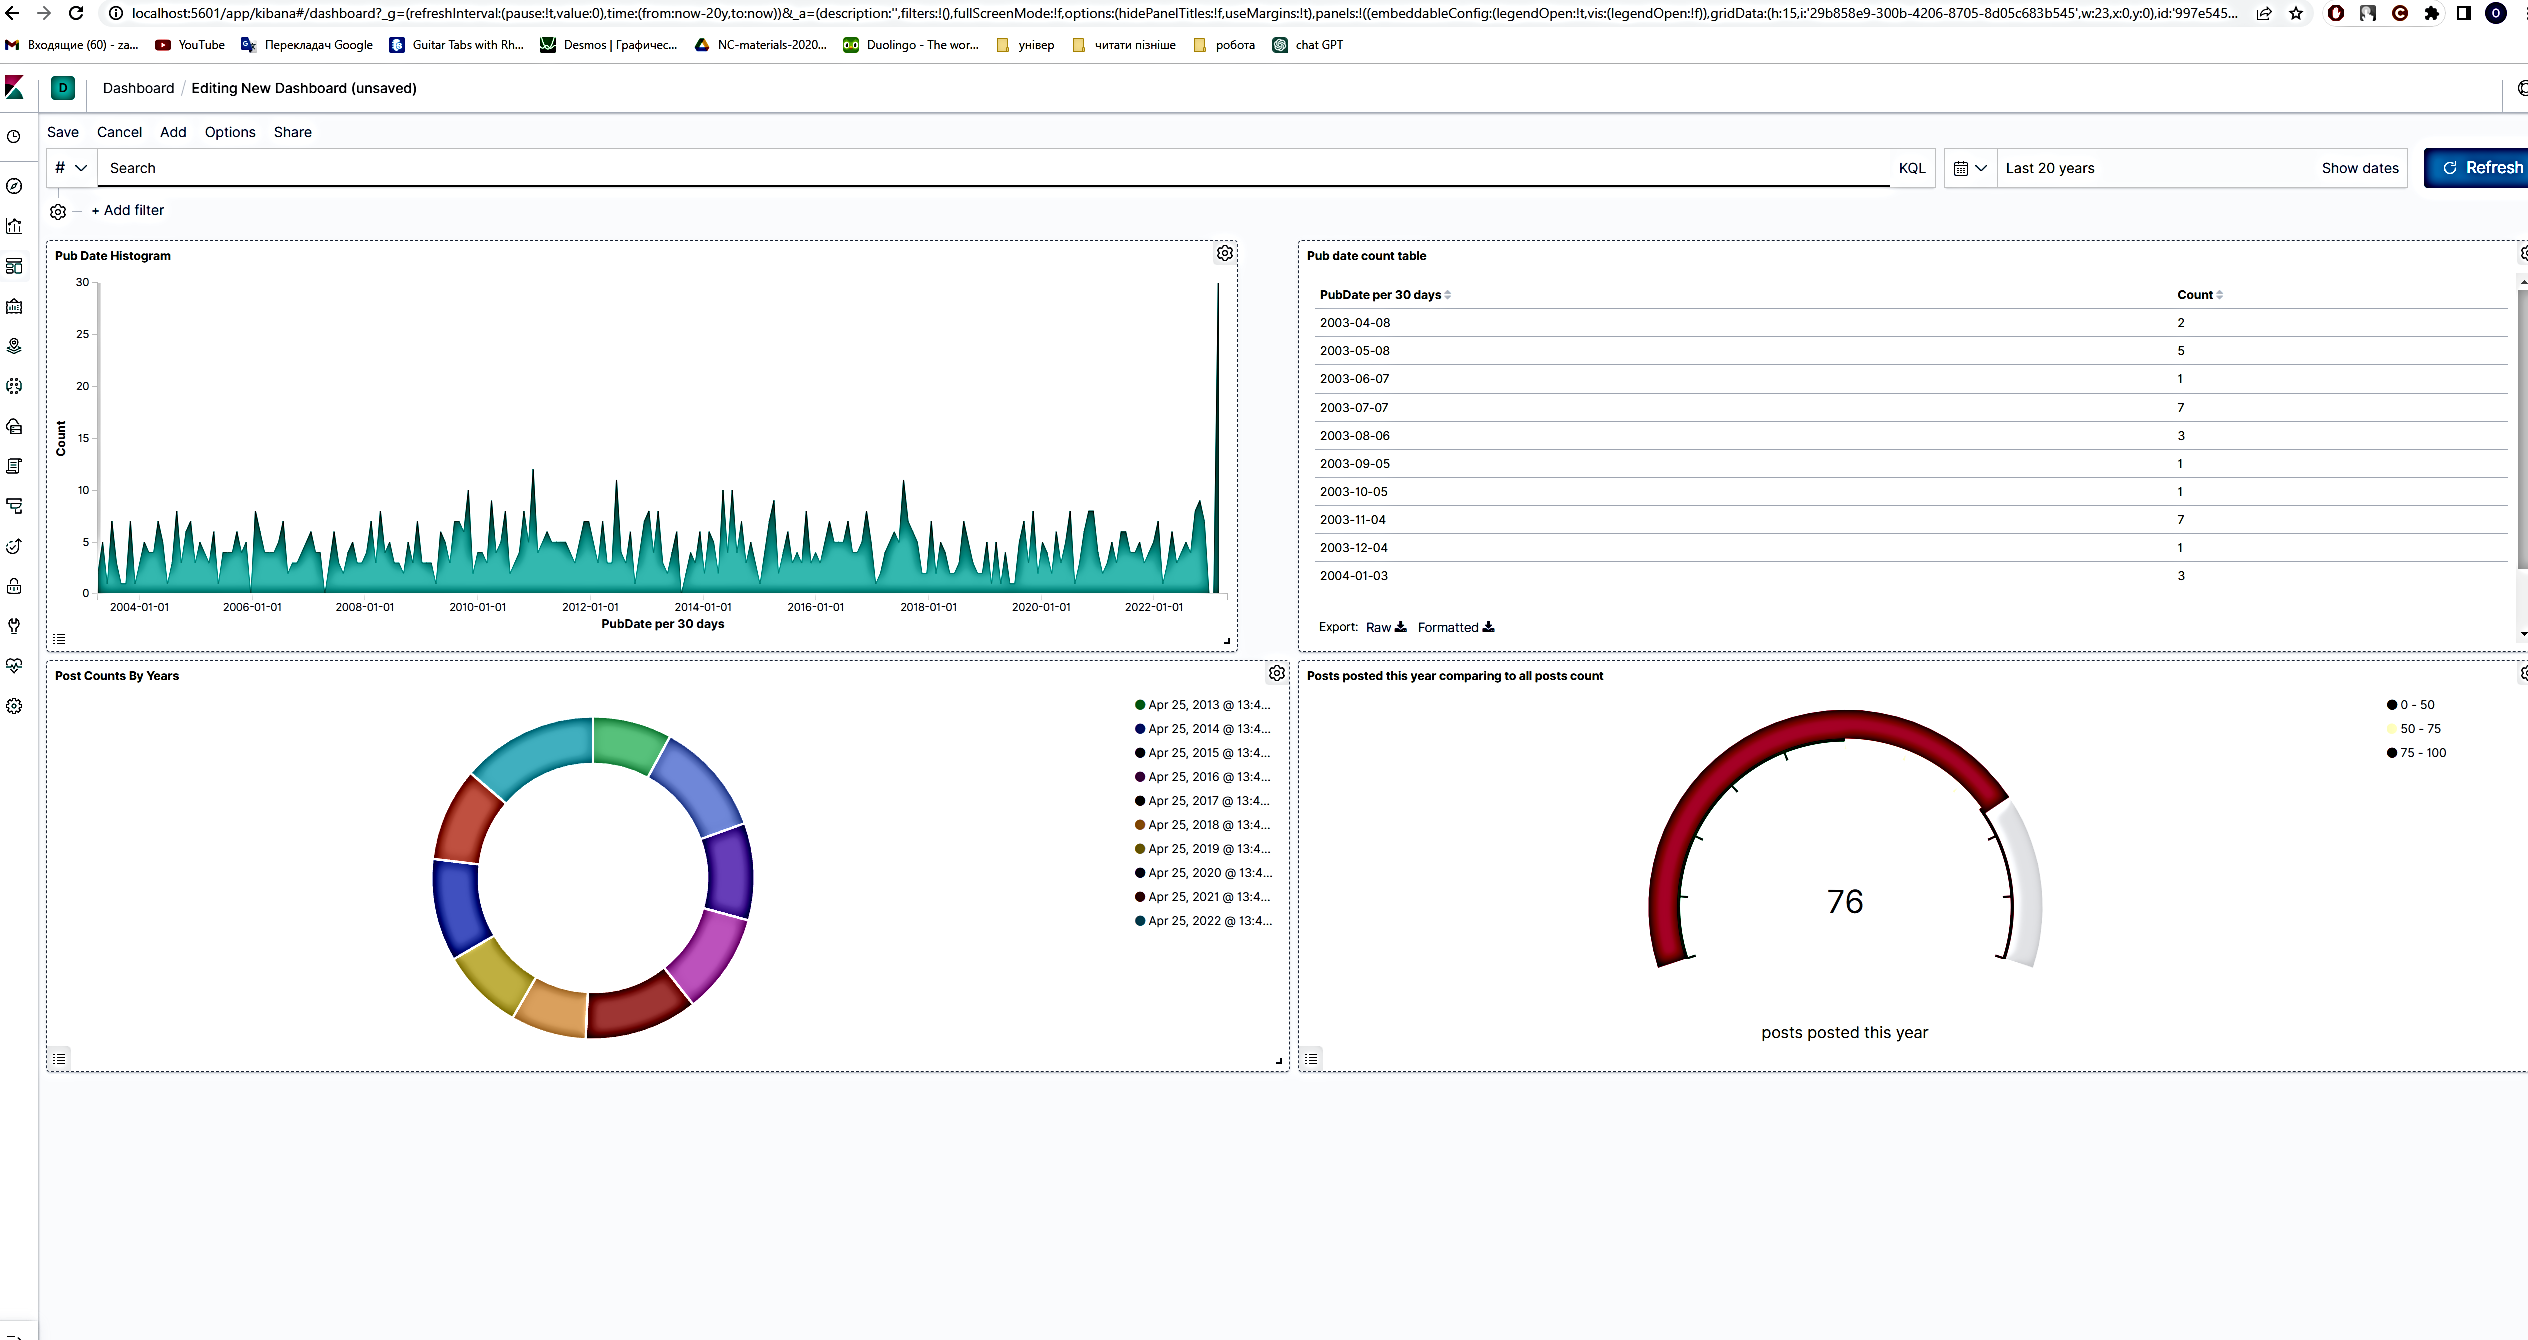 localhost:5601/app/kibana#/dashboard?_g=(refreshInterval:(pause:!t,value:0),time:(from:now-20y,to:now))&_a=(description:'',filters:!(),fullScreenMode:!f,options:(hidePanelTitles:!f,useMargins:!t),panels:!((embeddableConfig:(legendOpen:!t,vis:(legendOpen:!f)),gridData:(h:15,i:'29b858e9-300b-4206-8705-8d05c683b545',w:23,x:0,y:0),id:'997e545... O
Входящие (60) - za... YouTube Перекладач Google Guitar Tabs with Rh... Desmos | Графичес... NC-materials-2020... Duolingo - The wor... універ читати пізніше робота chat GPT
D Dashboard / Editing New Dashboard (unsaved)
Save Cancel Add Options Share
# Search KQL Last 20 years Show dates Refresh
+ Add filter
Pub Date Histogram
30
25
20
15
10
5
0
Count
2004-01-01 2006-01-01 2008-01-01 2010-01-01 2012-01-01 2014-01-01 2016-01-01 2018-01-01 2020-01-01 2022-01-01
PubDate per 30 days
Pub date count table
PubDate per 30 days Count
2003-04-08 2
2003-05-08 5
2003-06-07 1
2003-07-07 7
2003-08-06 3
2003-09-05 1
2003-10-05 1
2003-11-04 7
2003-12-04 1
2004-01-03 3
Export: Raw Formatted
Post Counts By Years
Apr 25, 2013 @ 13:4...
Apr 25, 2014 @ 13:4...
Apr 25, 2015 @ 13:4...
Apr 25, 2016 @ 13:4...
Apr 25, 2017 @ 13:4...
Apr 25, 2018 @ 13:4...
Apr 25, 2019 @ 13:4...
Apr 25, 2020 @ 13:4...
Apr 25, 2021 @ 13:4...
Apr 25, 2022 @ 13:4...
Posts posted this year comparing to all posts count
0 - 50
50 - 75
75 - 100
76
posts posted this year